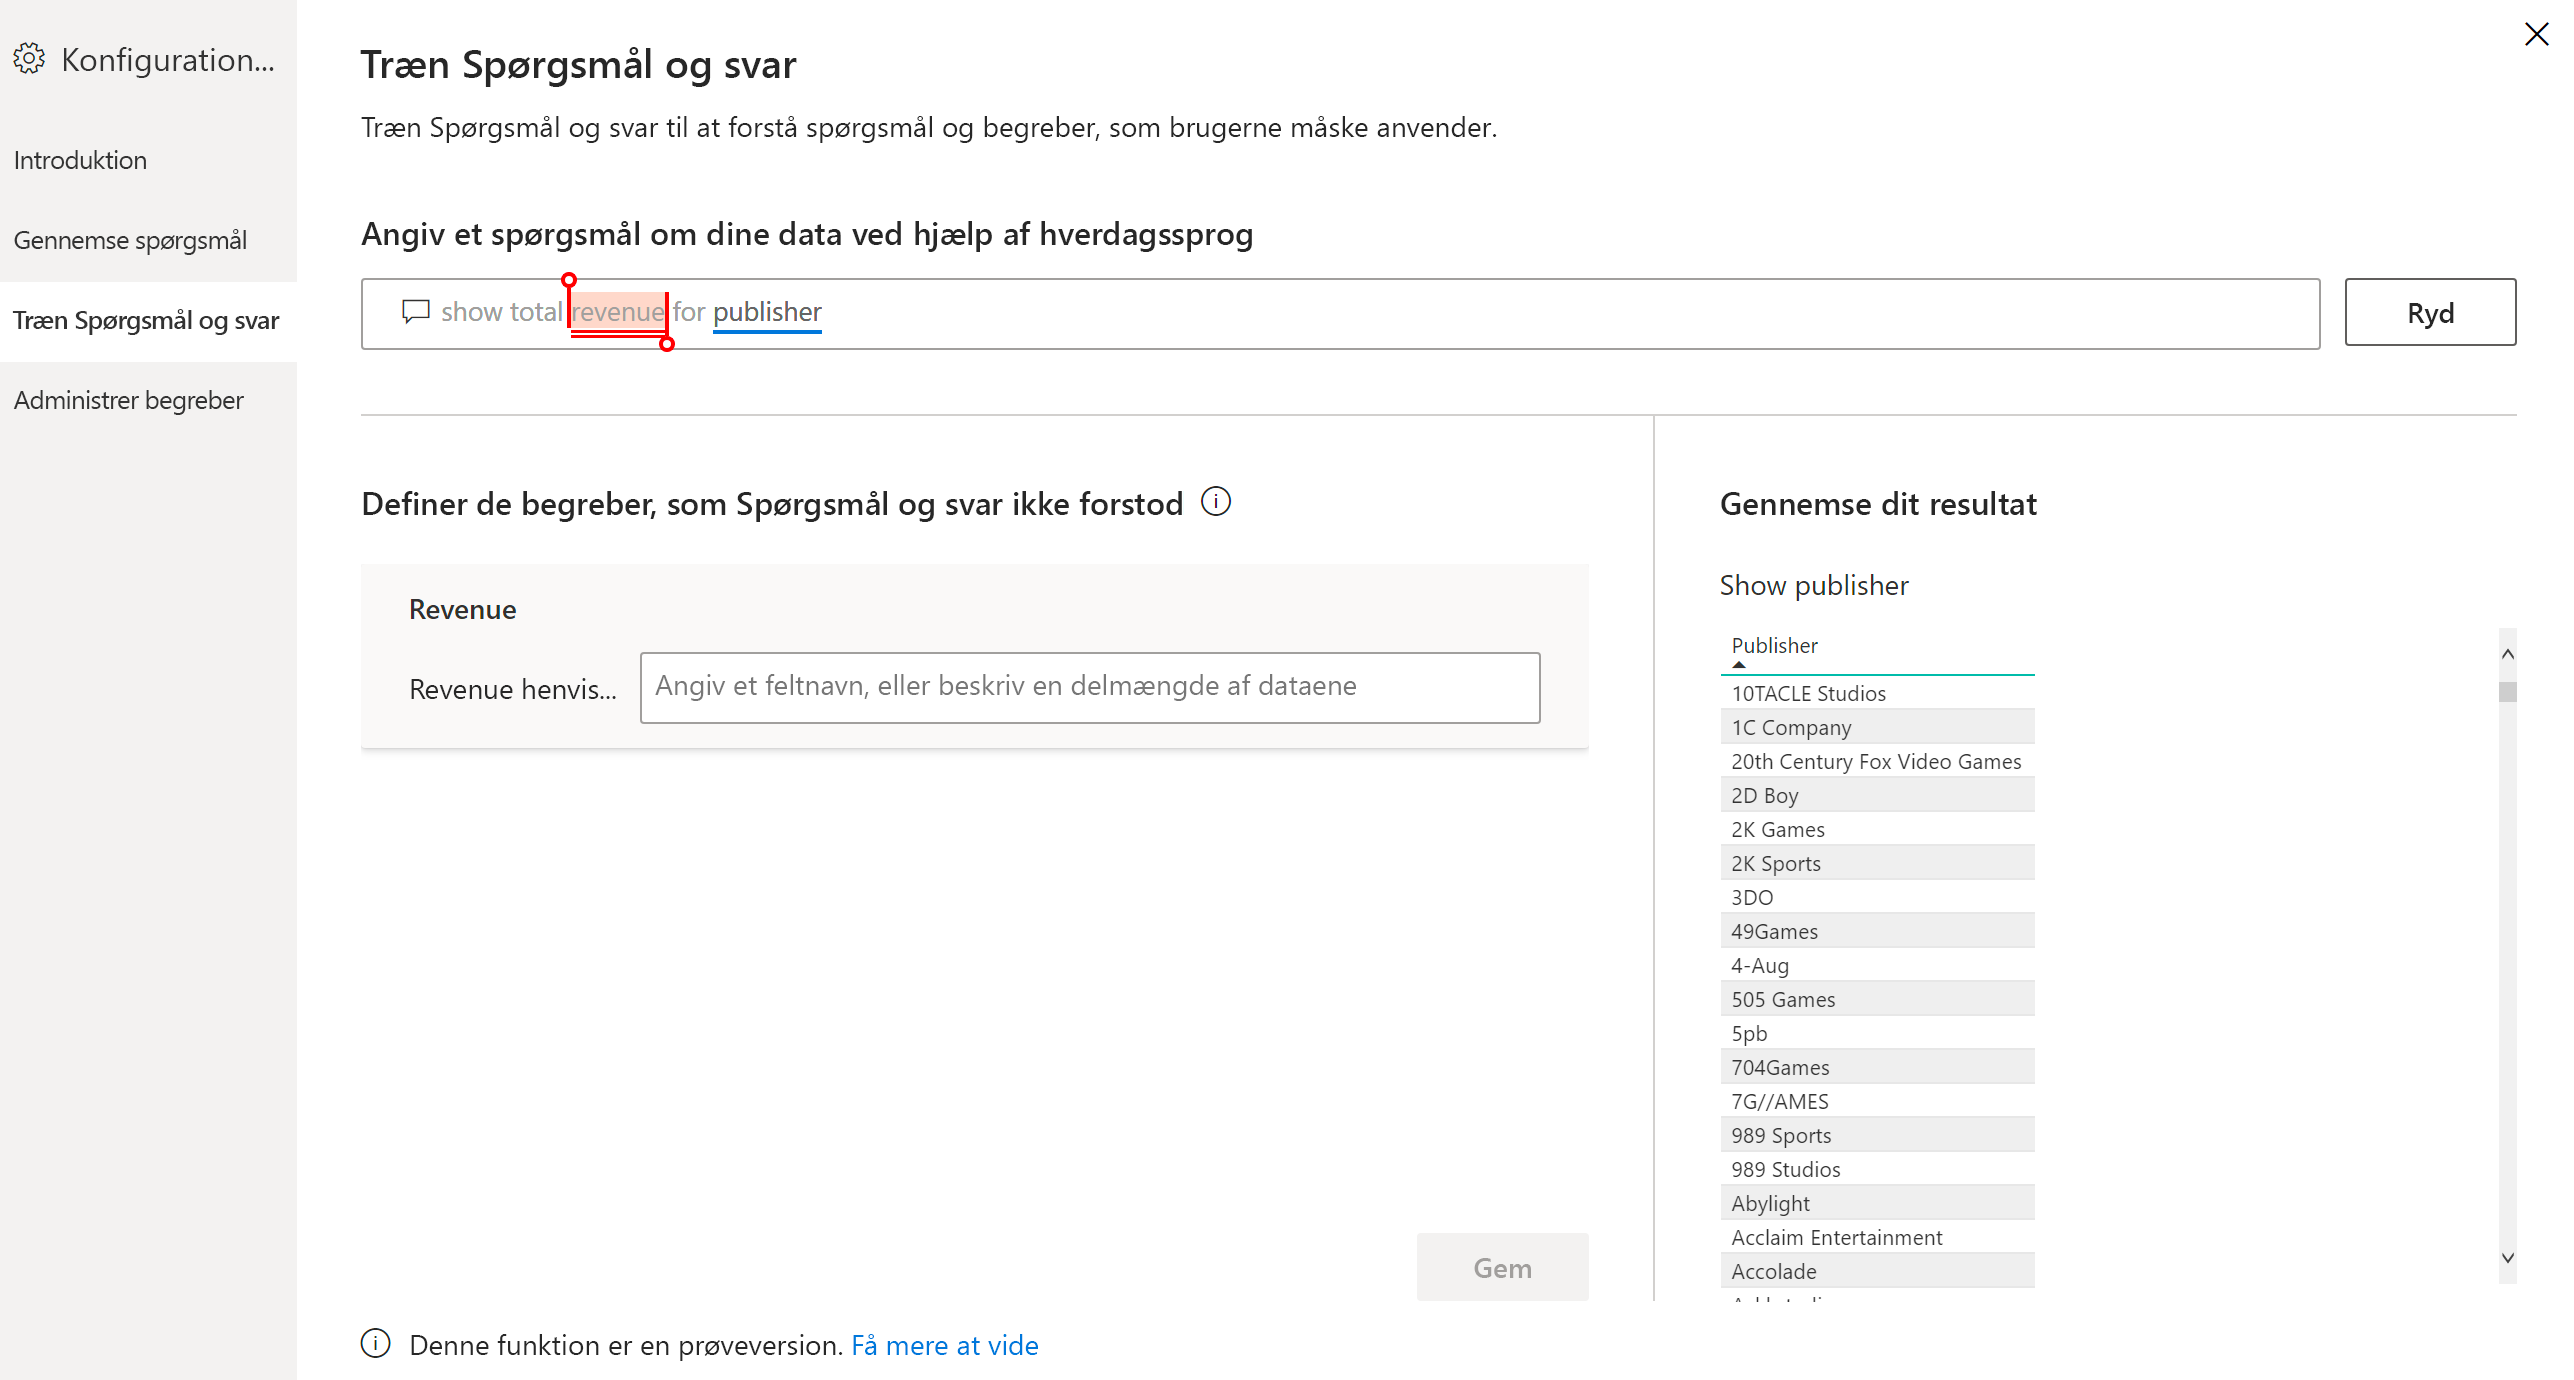 Konfiguration...
Introduktion
Gennemse spørgsmål
Træn Spørgsmål og svar
Administrer begreber
Træn Spørgsmål og svar
Træn Spørgsmål og svar til at forstå spørgsmål og begreber, som brugerne måske anvender.
Angiv et spørgsmål om dine data ved hjælp af hverdagssprog
show total revenue for publisher
Ryd
Definer de begreber, som Spørgsmål og svar ikke forstod
Revenue
Revenue henvis...
Angiv et feltnavn, eller beskriv en delmængde af dataene
Gem
Denne funktion er en prøveversion. Få mere at vide
Gennemse dit resultat
Show publisher
Publisher
10TACLE Studios
1C Company
20th Century Fox Video Games
2D Boy
2K Games
2K Sports
3DO
49Games
4-Aug
505 Games
5pb
704Games
7G//AMES
989 Sports
989 Studios
Abylight
Acclaim Entertainment
Accolade